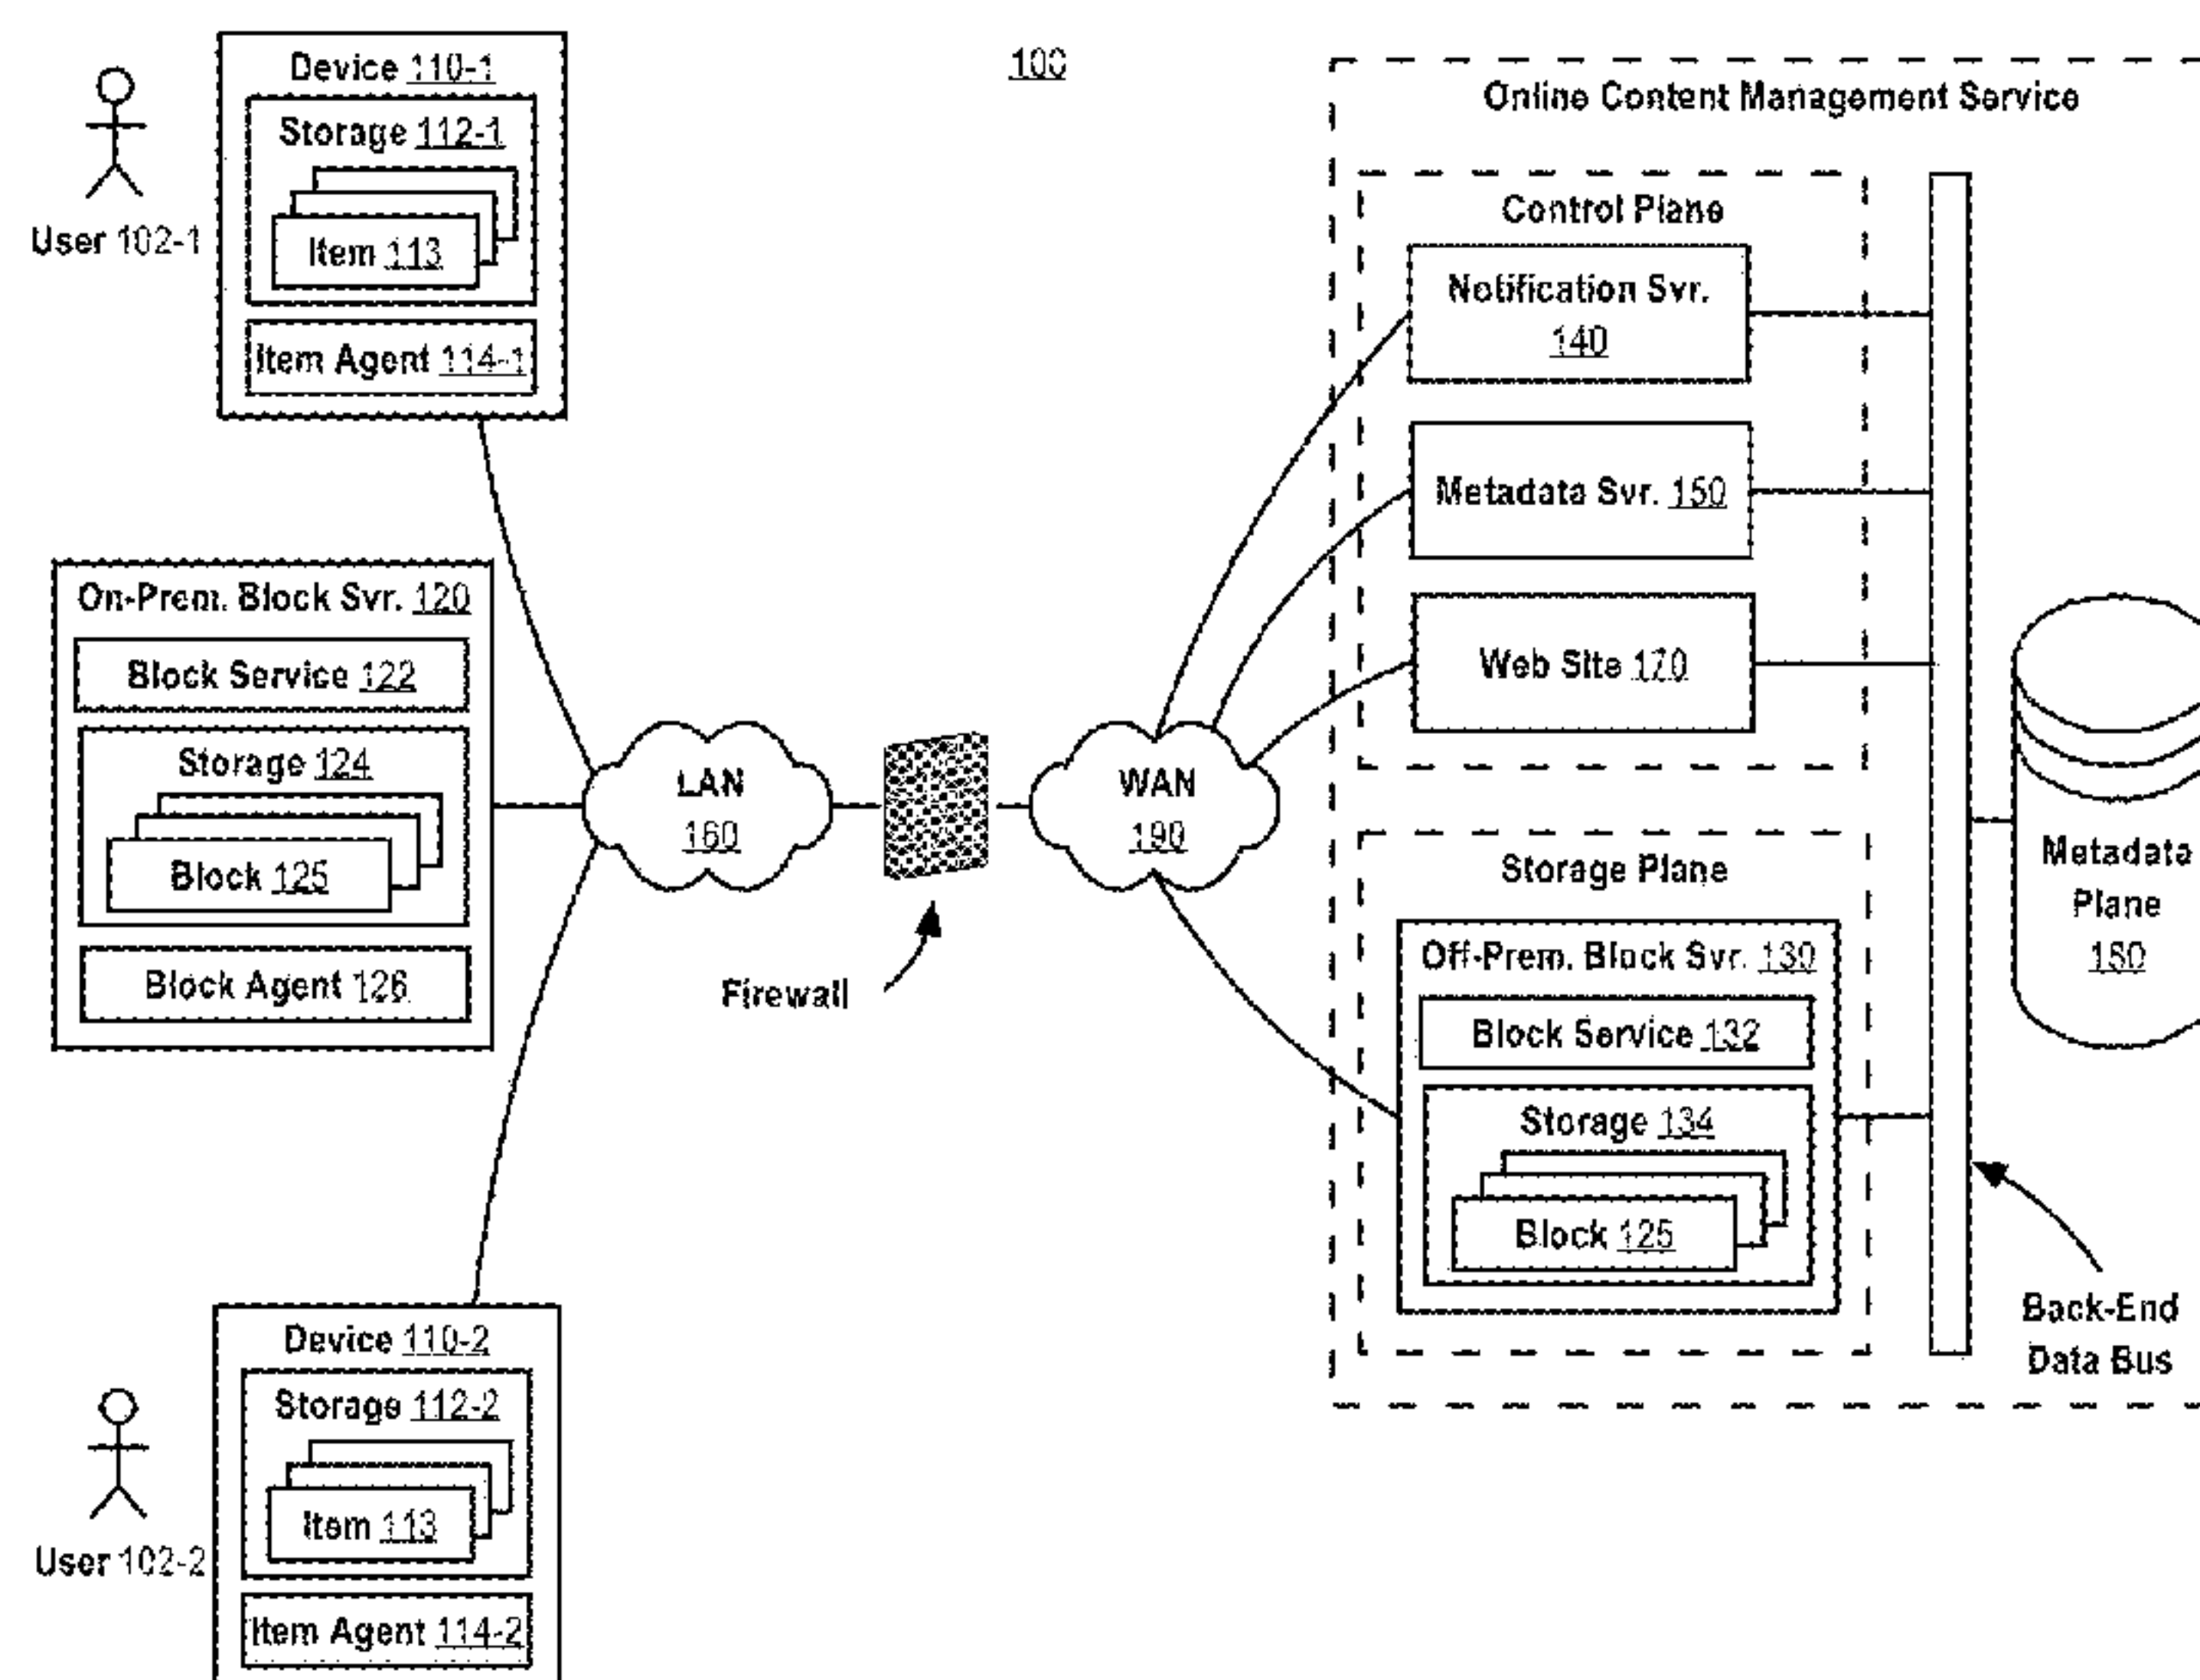 100
Device 110-1
Storage 112-1
Item 113
Item Agent 114-1
User 102-1
On-Prem. Block Svr. 120
Block Service 122
Storage 124
Block 125
Block Agent 126
Device 110-2
Storage 112-2
Item 113
Item Agent 114-2
User 102-2
LAN
160
Firewall
WAN
190
Online Content Management Service
Control Plane
Notification Svr.
140
Metadata Svr. 150
Web Site 170
Storage Plane
Off-Prem. Block Svr. 130
Block Service 132
Storage 134
Block 125
Metadata
Plane
180
Back-End
Data Bus